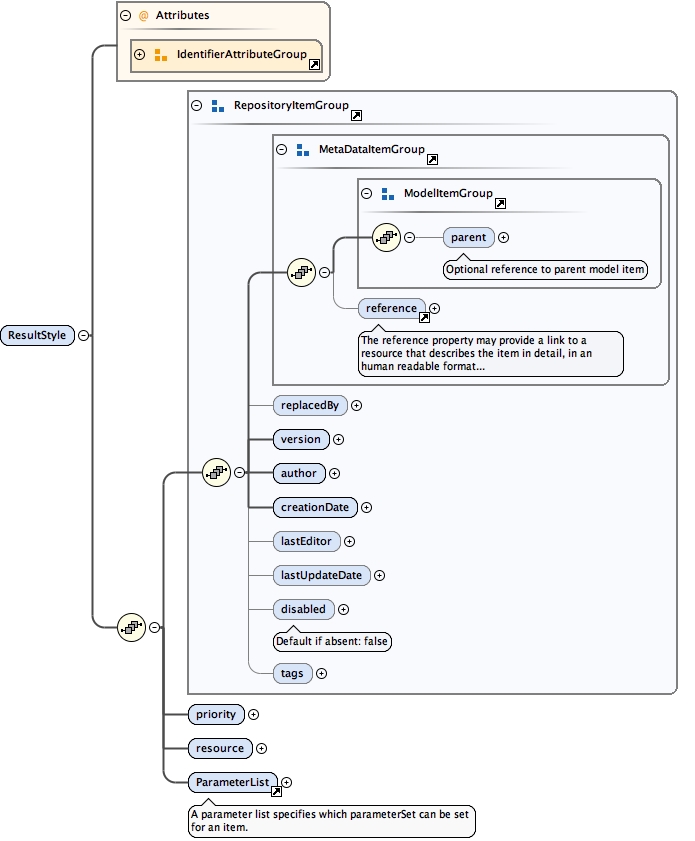 @ Attributes
IdentifierAttributeGroup
RepositoryItemGroup
MetaDataItemGroup
ModelItemGroup
parent
Optional reference to parent model item
reference
The reference property may provide a link to a
resource that describes the item in detail, in an
human readable format...
ResultStyle
replacedBy
version
author
creationDate
lastEditor
lastUpdateDate
disabled
Default if absent: false
tags
priority
resource
ParameterList
A parameter list specifies which parameterSet can be set
for an item.